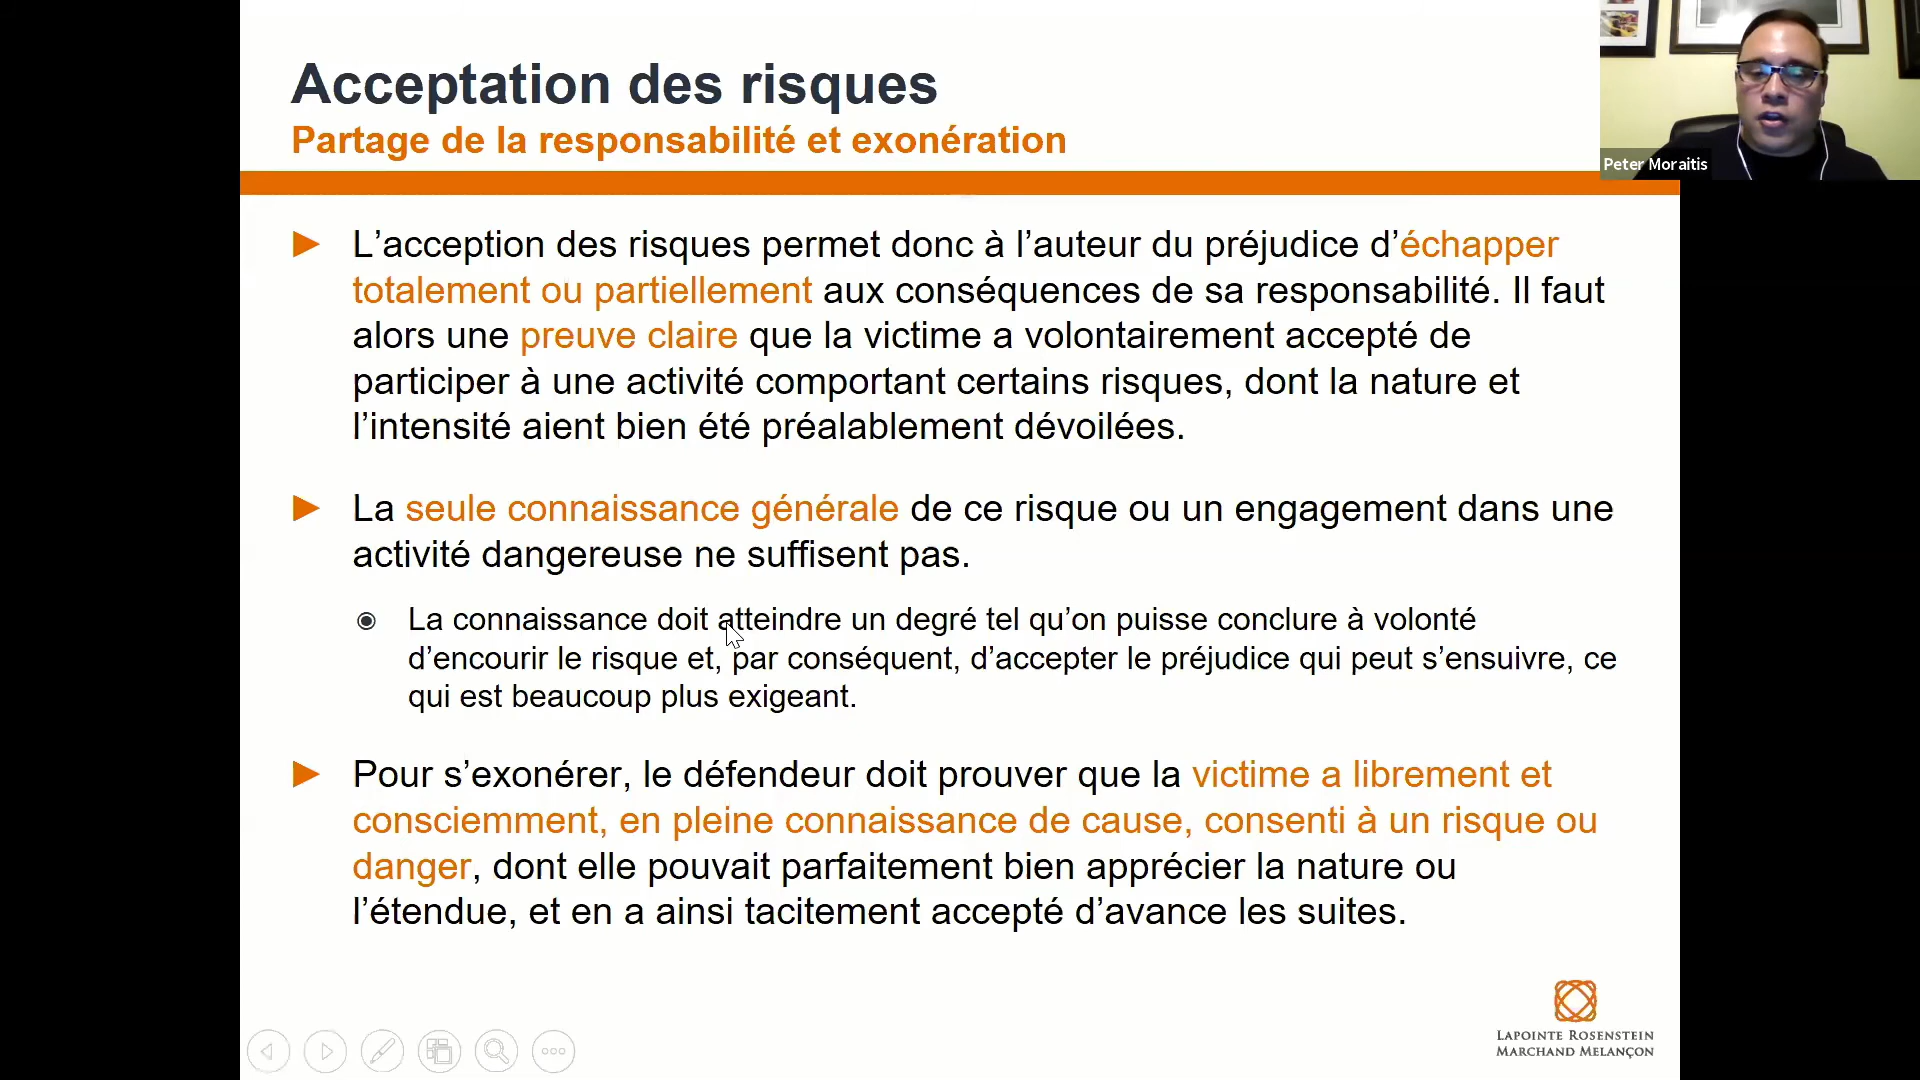 Acceptation des risques
Partage de la responsabilité et exonération
Peter Moraitis
L’acception des risques permet donc à l’auteur du préjudice d’échapper
totalement ou partiellement aux conséquences de sa responsabilité. Il faut
alors une preuve claire que la victime a volontairement accepté de
participer à une activité comportant certains risques, dont la nature et
l’intensité aient bien été préalablement dévoilées.
La seule connaissance générale de ce risque ou un engagement dans une
activité dangereuse ne suffisent pas.
La connaissance doit atteindre un degré tel qu’on puisse conclure à volonté
d’encourir le risque et, par conséquent, d’accepter le préjudice qui peut s’ensuivre, ce
qui est beaucoup plus exigeant.
Pour s’exonérer, le défendeur doit prouver que la victime a librement et
consciemment, en pleine connaissance de cause, consenti à un risque ou
danger, dont elle pouvait parfaitement bien apprécier la nature ou
l’étendue, et en a ainsi tacitement accepté d’avance les suites.
LAPOINTE ROSENSTEIN
MARCHAND MELANÇON